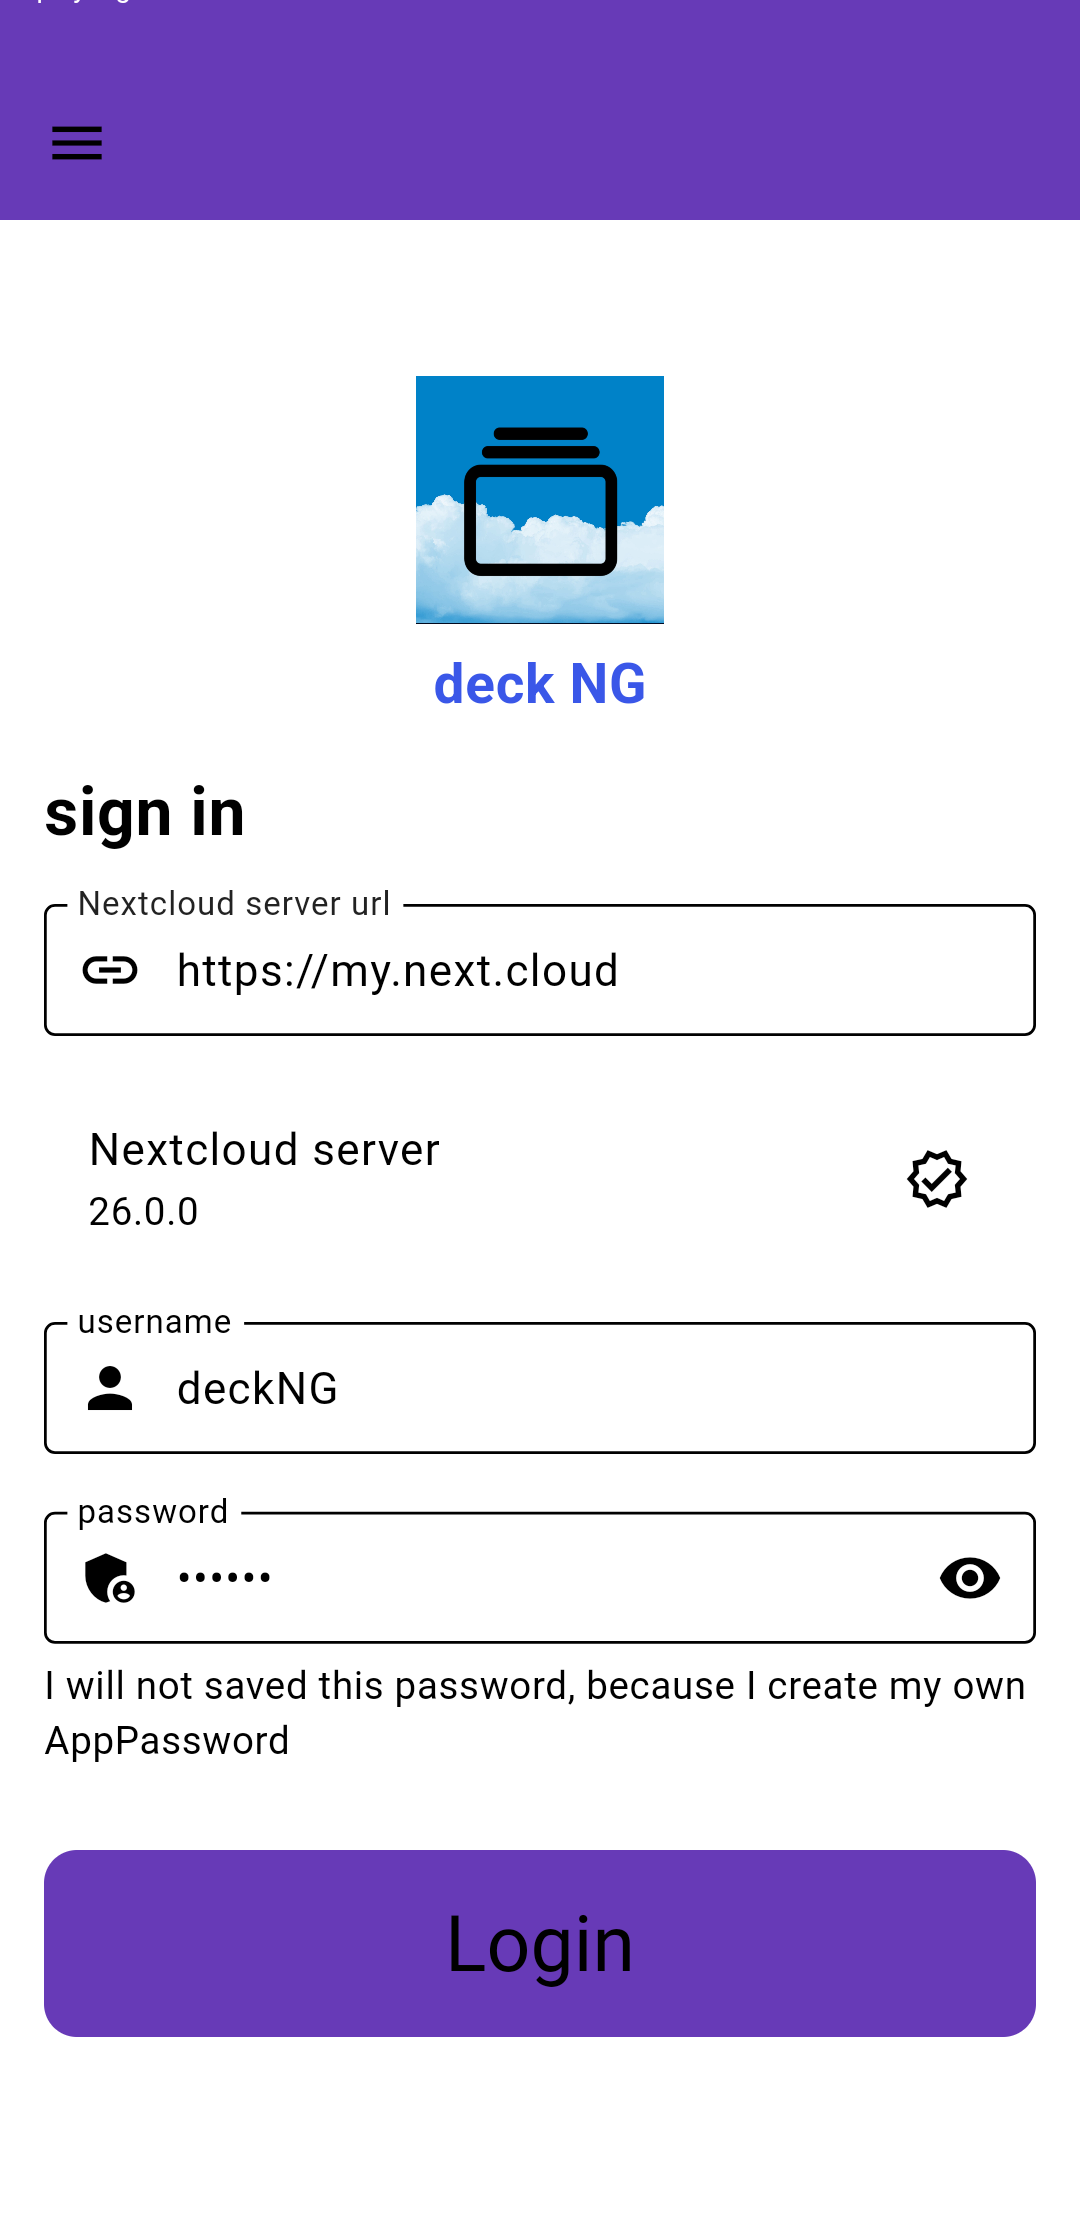 deck NG
sign in
Nextcloud server url
https://my.next.cloud
Nextcloud server
26.0.0
username
deckNG
password
••••••
I will not saved this password, because I create my own
AppPassword
Login